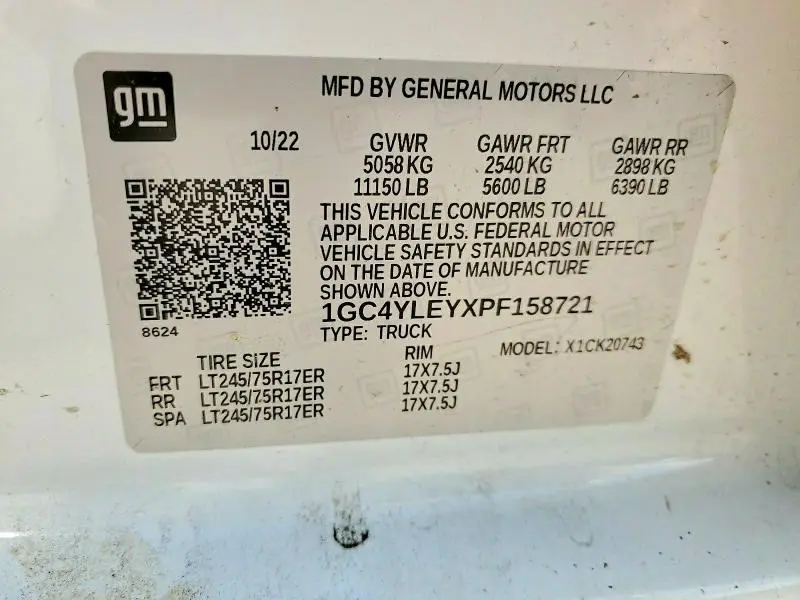 gm
MFD BY GENERAL MOTORS LLC
10/22 GVWR GAWR FRT GAWR RR
5058 KG 2540 KG 2898 KG
11150 LB 5600 LB 6390 LB
THIS VEHICLE CONFORMS TO ALL
APPLICABLE U.S. FEDERAL MOTOR
VEHICLE SAFETY STANDARDS IN EFFECT
ON THE DATE OF MANUFACTURE
SHOWN ABOVE.
1GC4YLEYXPF158721
8624
TYPE: TRUCK MODEL: X1CK20743
TIRE SIZE RIM
FRT LT245/75R17ER 17X7.5J
RR LT245/75R17ER 17X7.5J
SPA LT245/75R17ER 17X7.5J